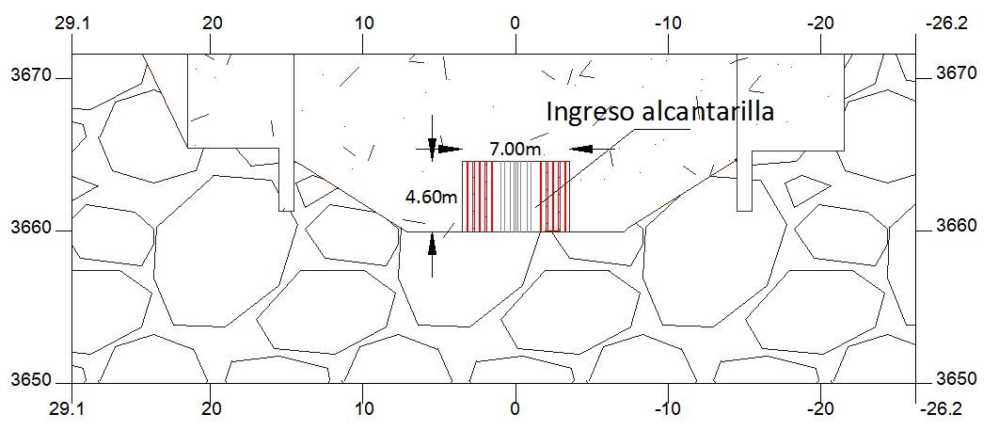 29.1 20 10 0 -10 -20 -26.2
3670 3670
Ingreso alcantarilla
7.00m
4.60m
3660 3660
3650 3650
29.1 20 10 0 -10 -20 -26.2